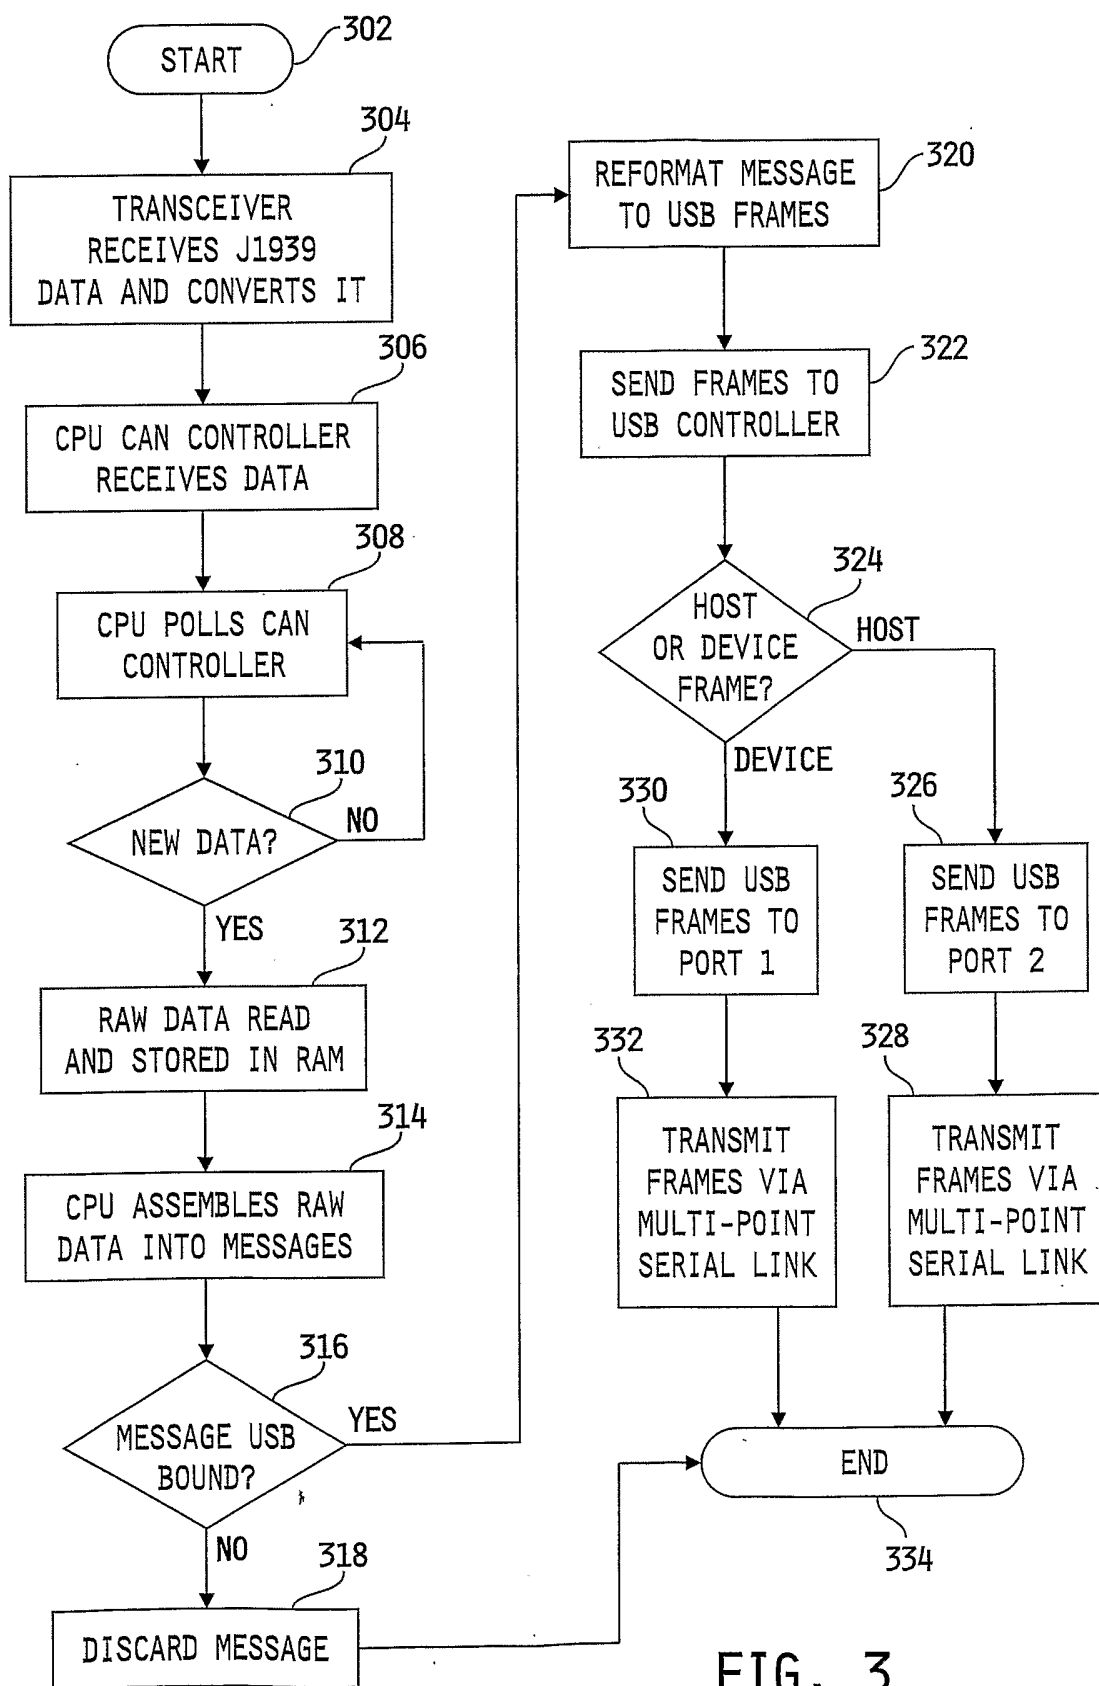 302
START
304
TRANSCEIVER
RECEIVES J1939
DATA AND CONVERTS IT
306
CPU CAN CONTROLLER
RECEIVES DATA
308
CPU POLLS CAN
CONTROLLER
310
NEW DATA?
NO
YES
312
RAW DATA READ
AND STORED IN RAM
314
CPU ASSEMBLES RAW
DATA INTO MESSAGES
316
MESSAGE USB
BOUND?
YES
NO
318
DISCARD MESSAGE
320
REFORMAT MESSAGE
TO USB FRAMES
322
SEND FRAMES TO
USB CONTROLLER
324
HOST
OR DEVICE
FRAME?
HOST
DEVICE
330
SEND USB
FRAMES TO
PORT 1
326
SEND USB
FRAMES TO
PORT 2
332
TRANSMIT
FRAMES VIA
MULTI-POINT
SERIAL LINK
328
TRANSMIT
FRAMES VIA
MULTI-POINT
SERIAL LINK
END
334
FIG. 3